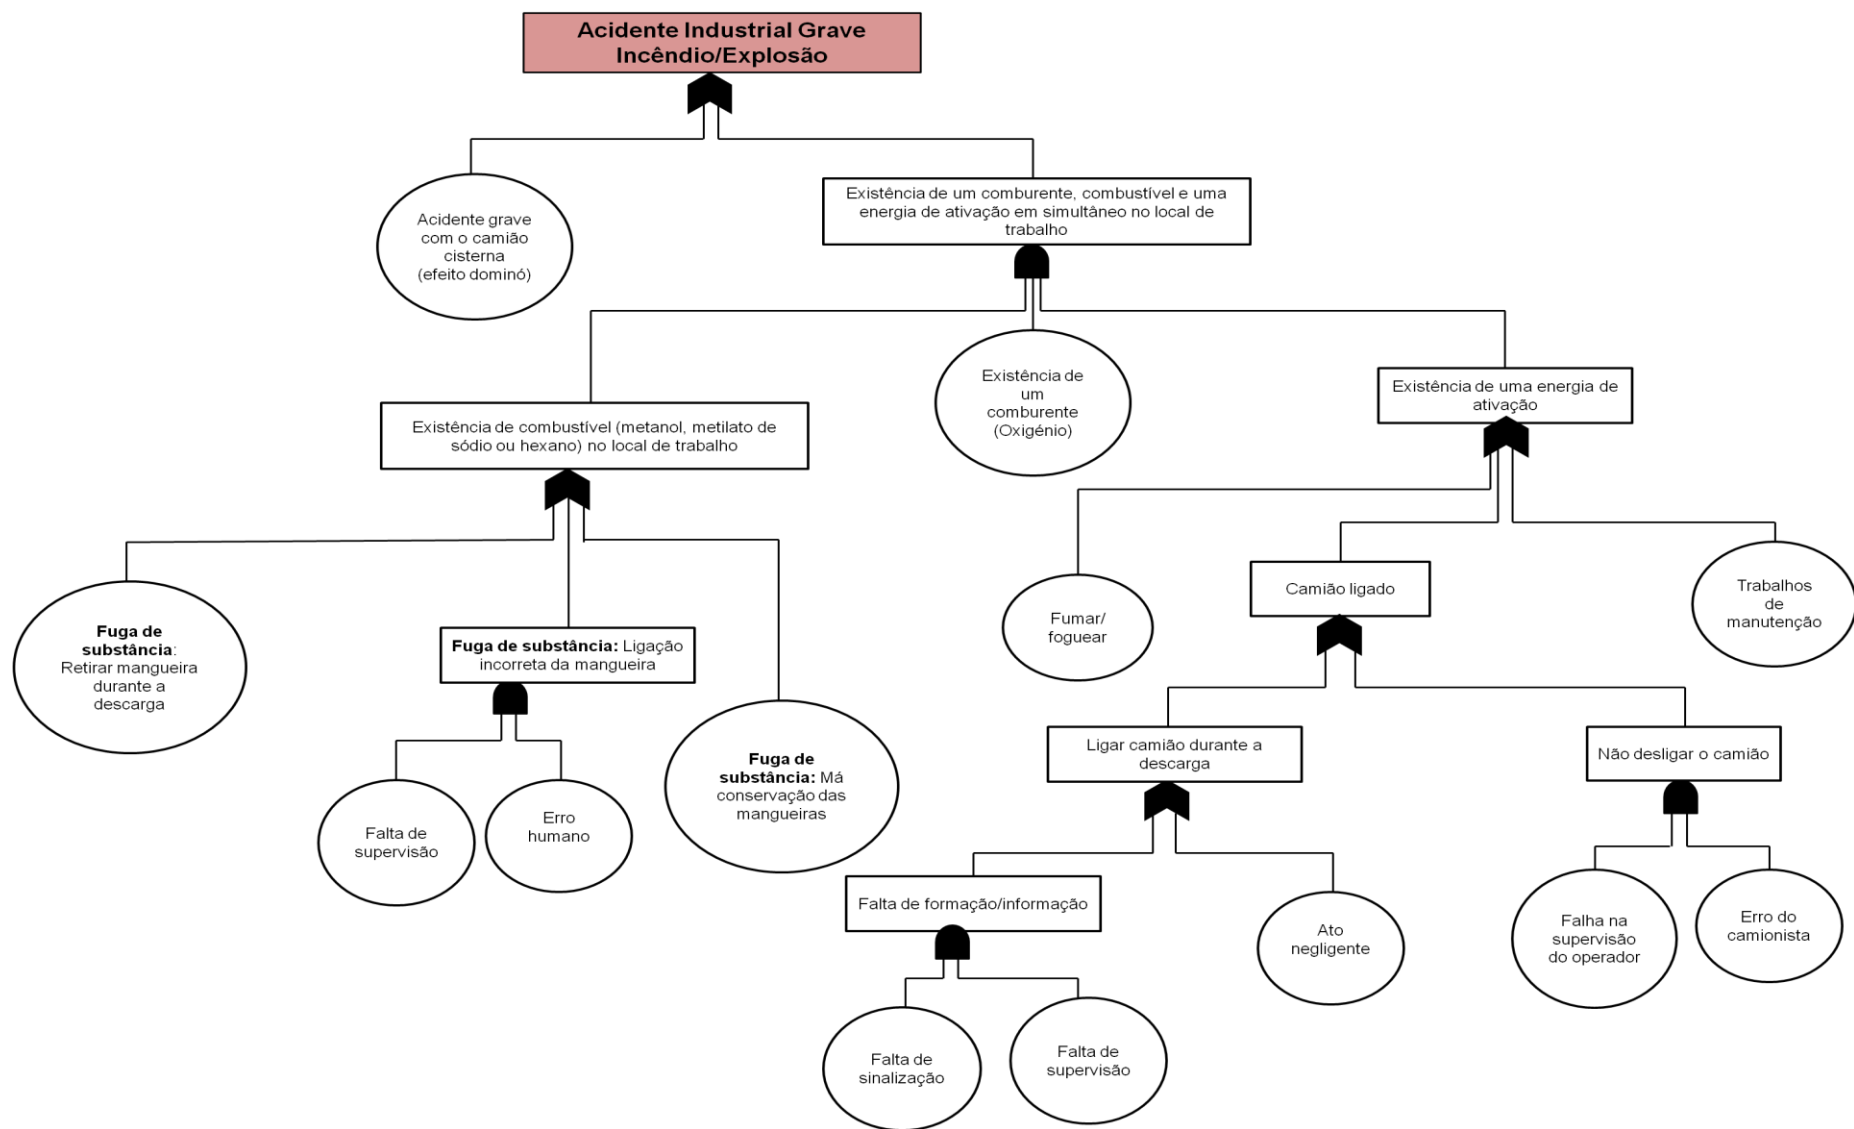 Acidente Industrial Grave
Incêndio/Explosão
Acidente grave
com o camião
cisterna
(efeito dominó)
Existência de um comburente, combustível e uma
energia de ativação em simultâneo no local de
trabalho
Existência de combustível (metanol, metilato de
sódio ou hexano) no local de trabalho
Existência de
um
comburente
(Oxigénio)
Existência de uma energia de
ativação
Fuga de
substância:
Retirar mangueira
durante a
descarga
Fuga de substância: Ligação
incorreta da mangueira
Fuga de
substância: Má
conservação das
mangueiras
Falta de
supervisão
Erro
humano
Fumar/
foguear
Camião ligado
Trabalhos
de
manutenção
Ligar camião durante a
descarga
Não desligar o camião
Falta de formação/informação
Ato
negligente
Falha na
supervisão
do operador
Erro do
camionista
Falta de
sinalização
Falta de
supervisão